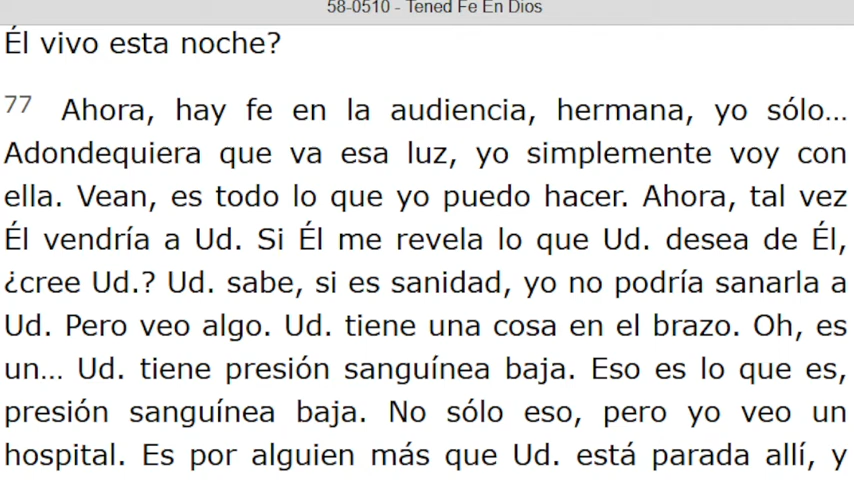 58-0510 - Tened Fe En Dios
Él vivo esta noche?
77 Ahora, hay fe en la audiencia, hermana, yo sólo...
Adondequiera que va esa luz, yo simplemente voy con
ella. Vean, es todo lo que yo puedo hacer. Ahora, tal vez
Él vendría a Ud. Si Él me revela lo que Ud. desea de Él,
¿cree Ud.? Ud. sabe, si es sanidad, yo no podría sanarla a
Ud. Pero veo algo. Ud. tiene una cosa en el brazo. Oh, es
un... Ud. tiene presión sanguínea baja. Eso es lo que es,
presión sanguínea baja. No sólo eso, pero yo veo un
hospital. Es por alguien más que Ud. está parada allí, y